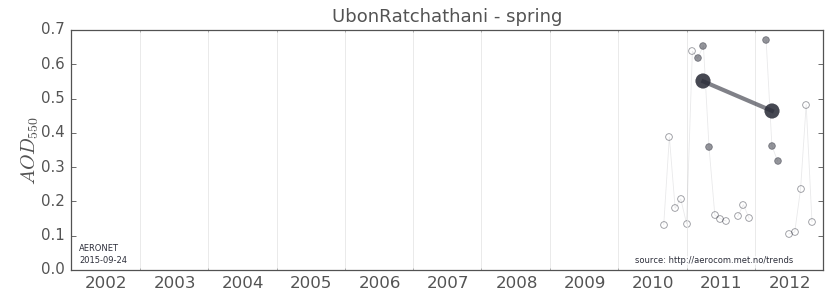 UbonRatchathani - spring
0.7
0.6
0.5
0.4
0.3
0.2
0.1
0.0
AOD550
AERONET
2015-09-24
source: http://aerocom.met.no/trends
2002 2003 2004 2005 2006 2007 2008 2009 2010 2011 2012